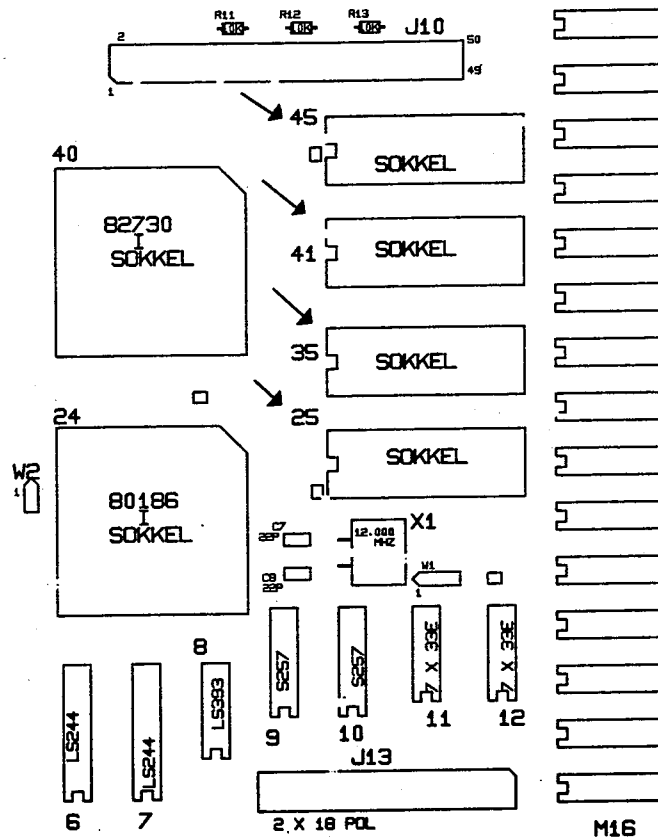 R11 R12 R13 J10
2 50
49
1
45
SOKKEL
40
82730
I
SOKKEL
41
SOKKEL
35
SOKKEL
24
25
SOKKEL
W2
1
80186
I
SOKKEL
C7
22P
12.000
MHZ
X1
W1
1
22P
8
LS244
LS244
LS393
S257
S257
7 X 33E
7 X 33E
6
7
9
10
11
12
J13
2 X 18 POL
M16